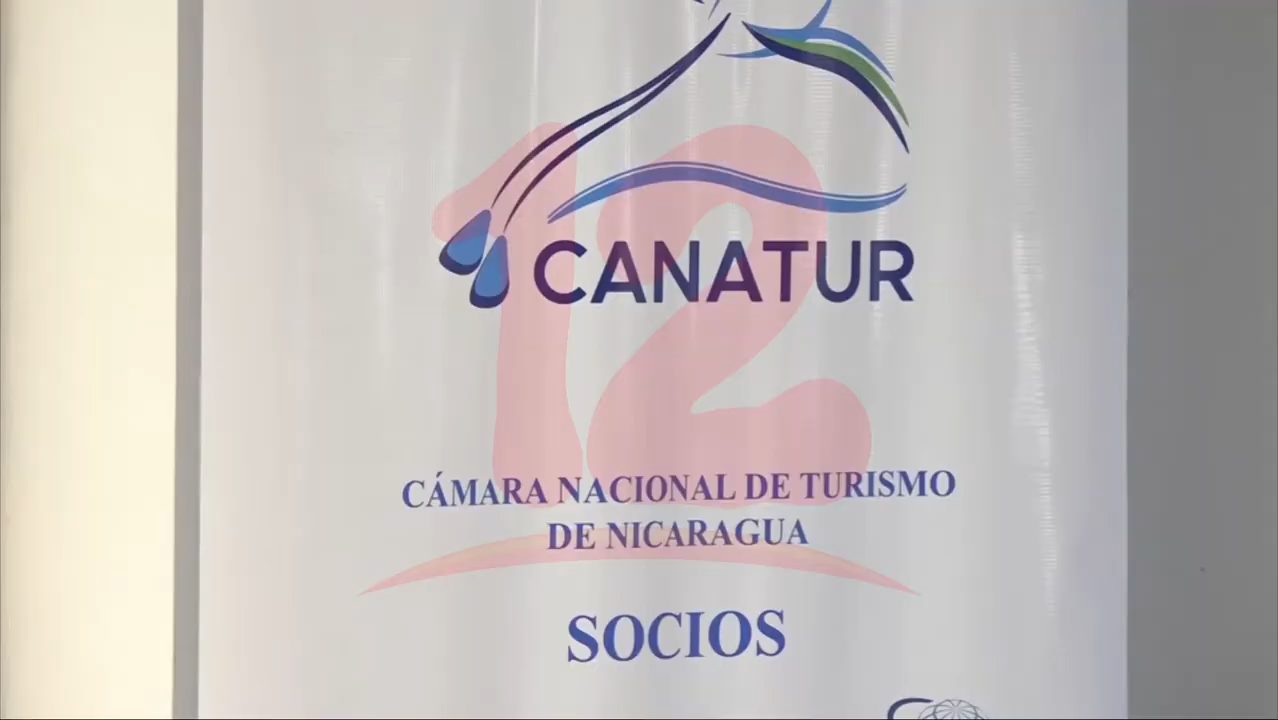 12
CANATUR
CÁMARA NACIONAL DE TURISMO
DE NICARAGUA
SOCIOS